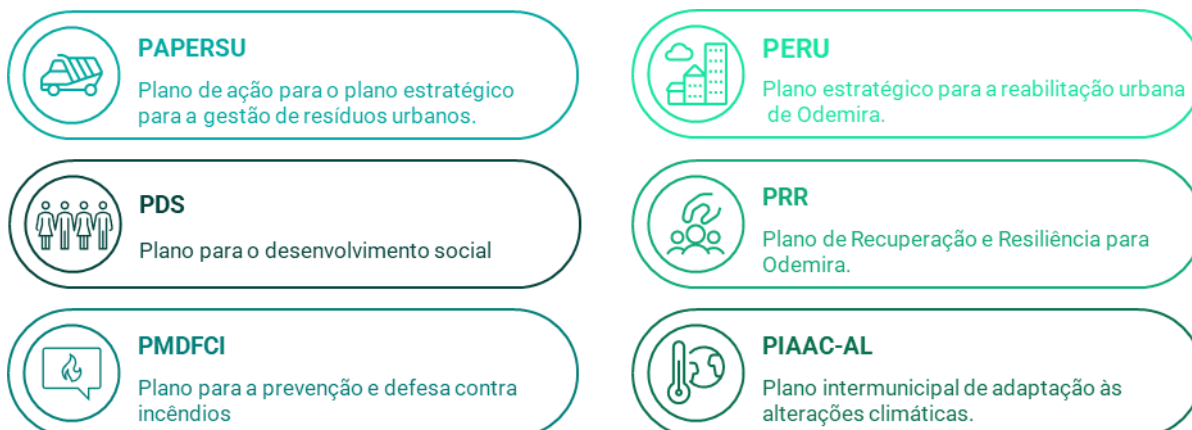 PAPERSU
Plano de ação para o plano estratégico
para a gestão de resíduos urbanos.
PERU
Plano estratégico para a reabilitação urbana
de Odemira.
PDS
Plano para o desenvolvimento social
PRR
Plano de Recuperação e Resiliência para
Odemira.
PMDFCI
Plano para a prevenção e defesa contra
incêndios
PIAAC-AL
Plano intermunicipal de adaptação às
alterações climáticas.